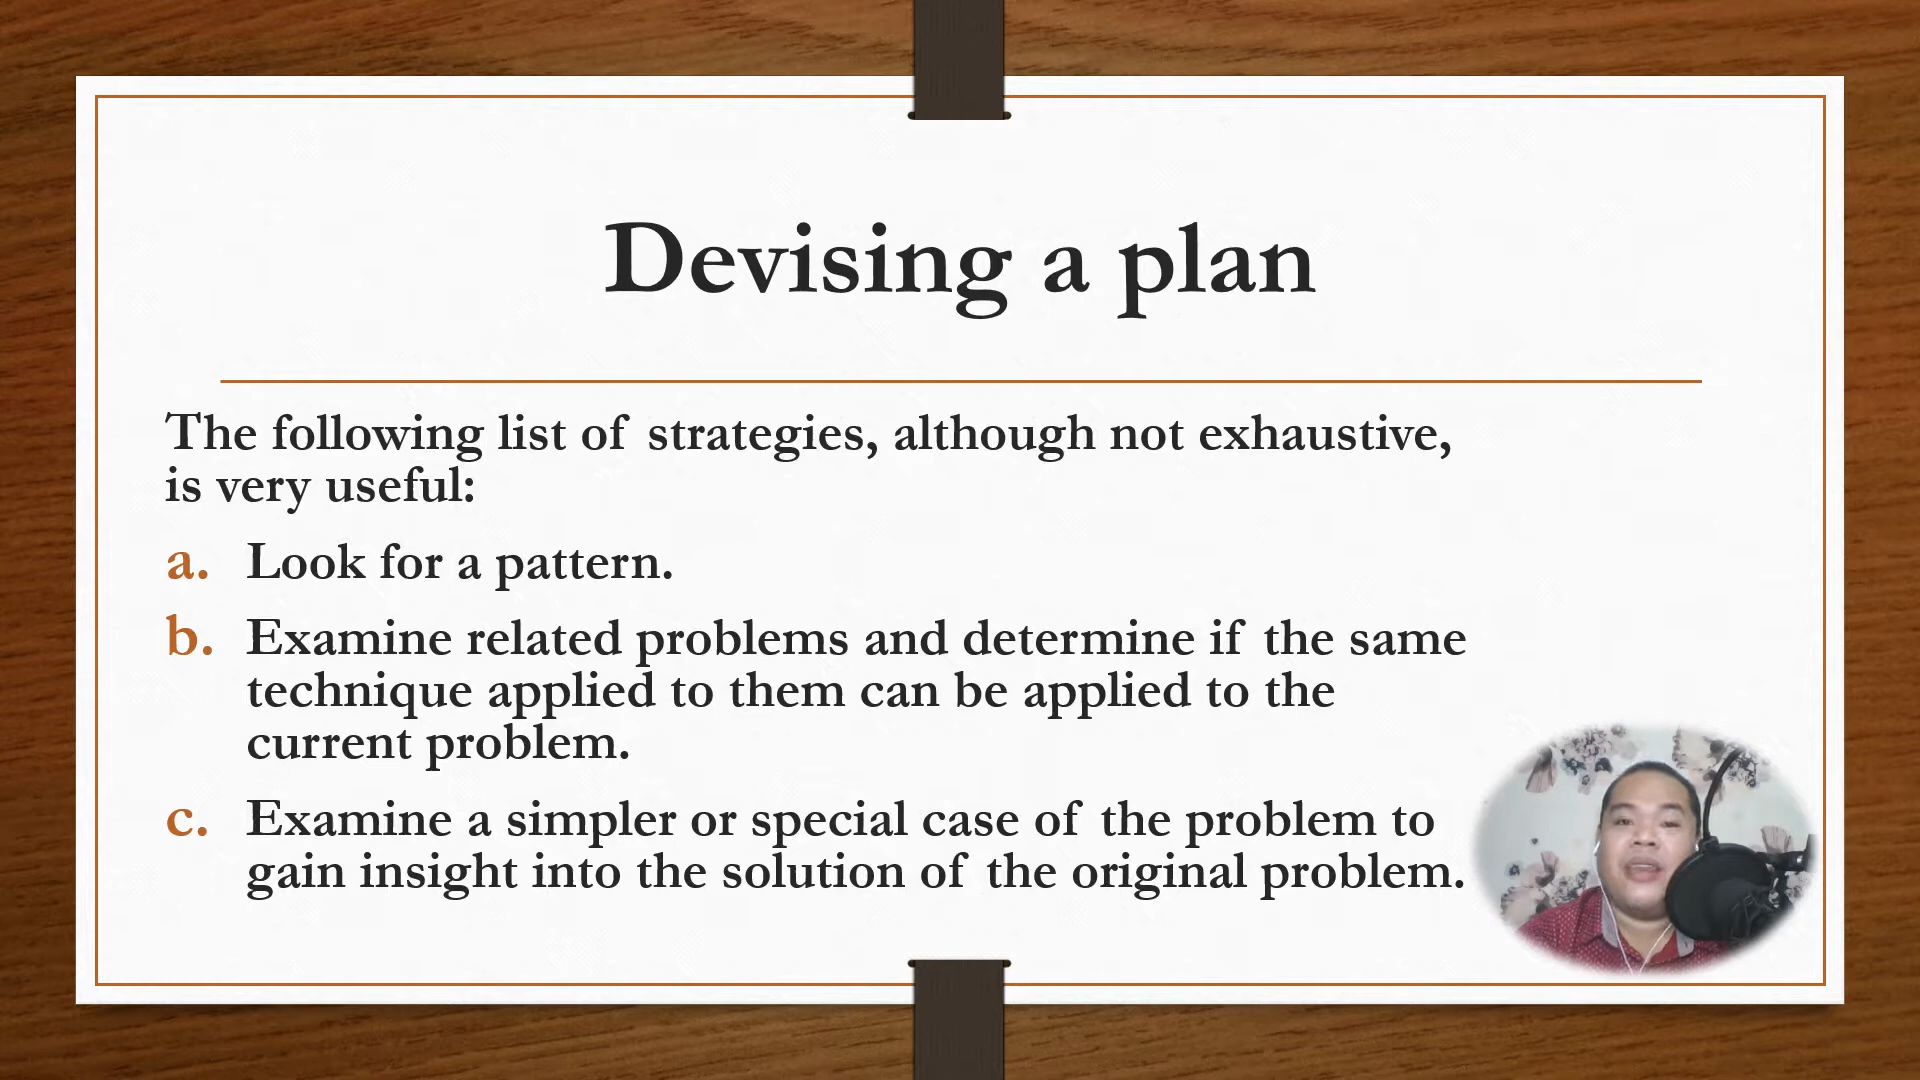 Devising a plan
The following list of strategies, although not exhaustive,
is very useful:
a. Look for a pattern.
b. Examine related problems and determine if the same
technique applied to them can be applied to the
current problem.
c. Examine a simpler or special case of the problem to
gain insight into the solution of the original problem.